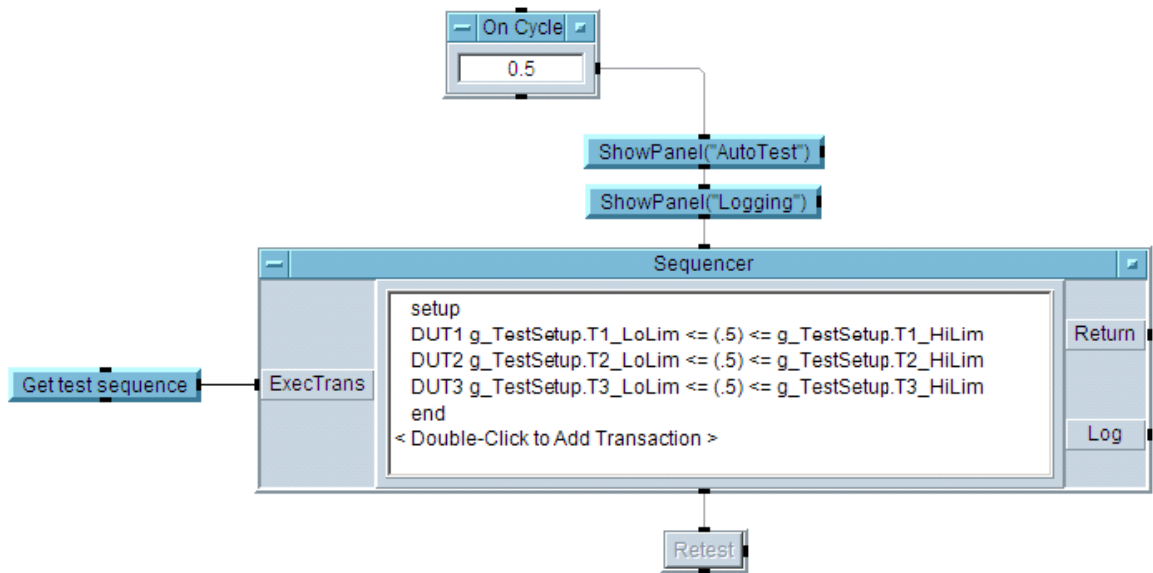 On Cycle
0.5
ShowPanel("AutoTest")
ShowPanel("Logging")
Sequencer
setup
DUT1 g_TestSetup.T1_LoLim <= (.5) <= g_TestSetup.T1_HiLim
DUT2 g_TestSetup.T2_LoLim <= (.5) <= g_TestSetup.T2_HiLim
DUT3 g_TestSetup.T3_LoLim <= (.5) <= g_TestSetup.T3_HiLim
end
< Double-Click to Add Transaction >
Return
Get test sequence
ExecTrans
Log
Retest